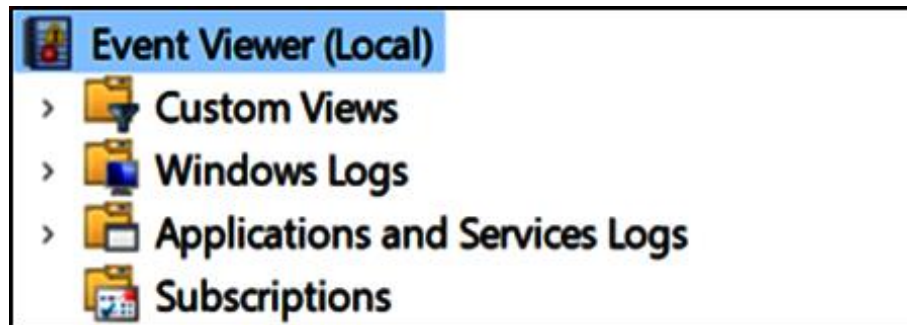 Event Viewer (Local)
Custom Views
Windows Logs
Applications and Services Logs
Subscriptions